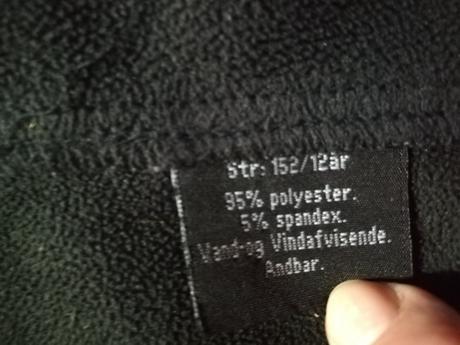 Str: 152/12år
95% polyester.
5% spandex.
Vand-og Vindafvisende.
Åndbar.